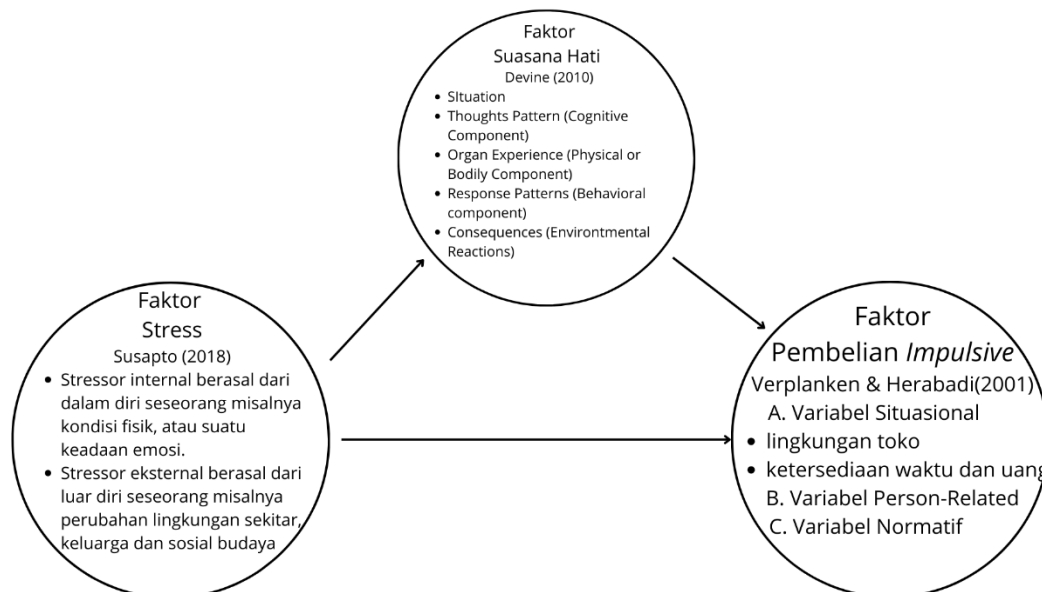 Faktor
Suasana Hati
Devine (2010)
• SItuation
• Thoughts Pattern (Cognitive
Component)
• Organ Experience (Physical or
Bodily Component)
• Response Patterns (Behavioral
component)
• Consequences (Environtmental
Reactions)
Faktor
Stress
Susapto (2018)
• Stressor internal berasal dari
dalam diri seseorang misalnya
kondisi fisik, atau suatu
keadaan emosi.
• Stressor eksternal berasal dari
luar diri seseorang misalnya
perubahan lingkungan sekitar,
keluarga dan sosial budaya
Faktor
Pembelian Impulsive
Verplanken & Herabadi(2001)
A. Variabel Situasional
• lingkungan toko
• ketersediaan waktu dan uang
B. Variabel Person-Related
C. Variabel Normatif